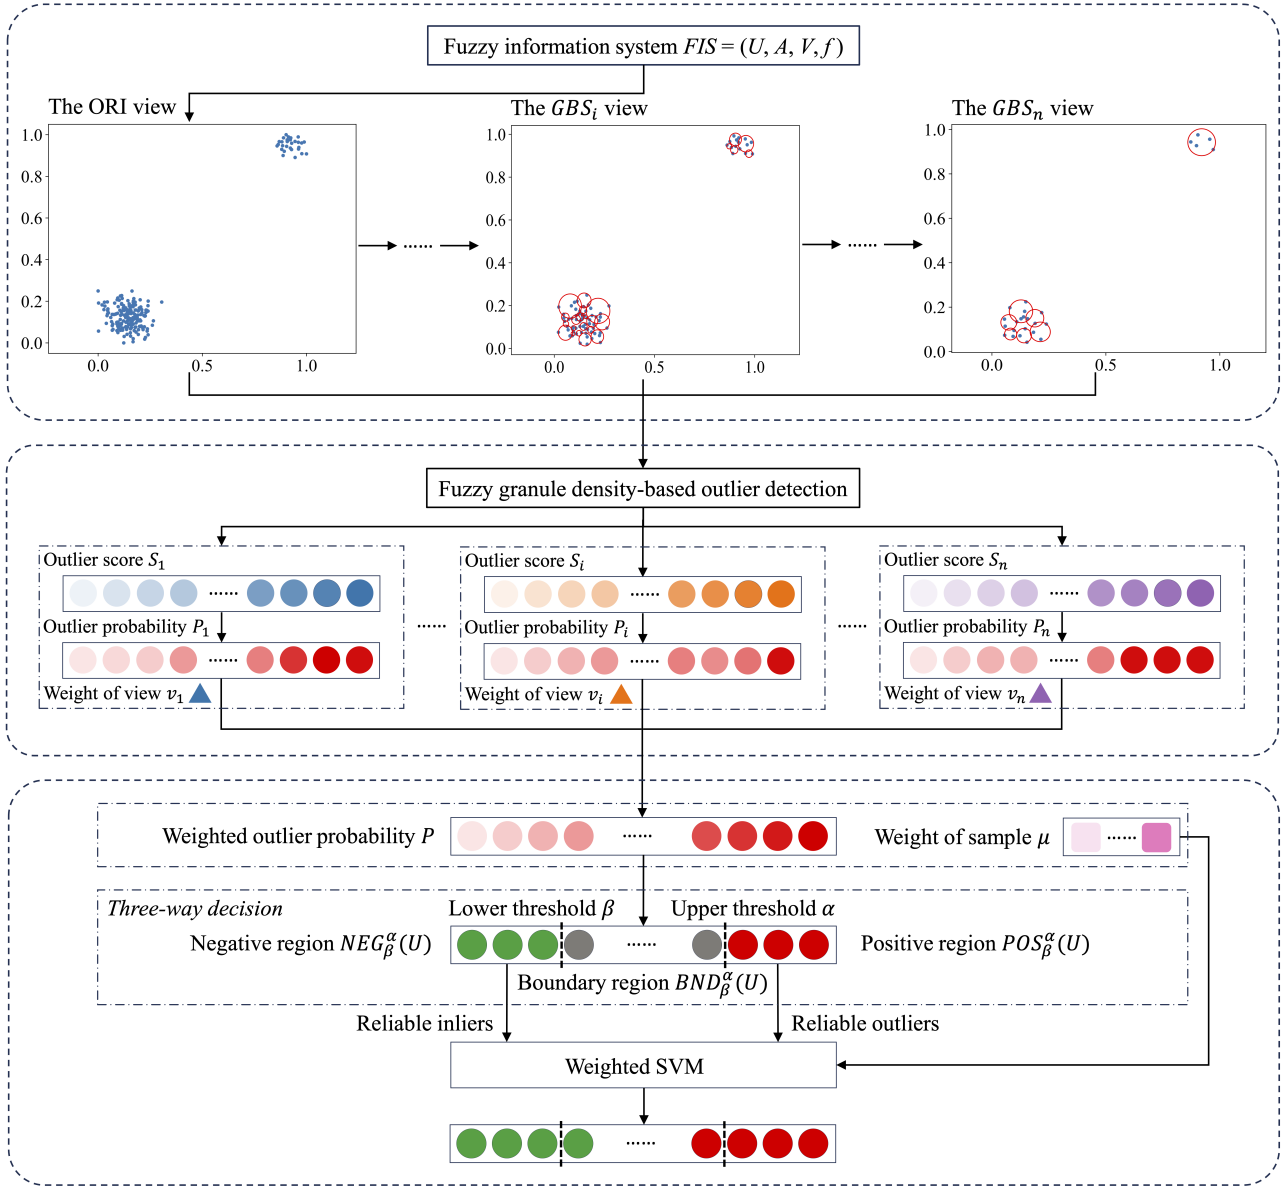 Fuzzy information system FIS = (U, A, V, f)
The ORI view
The GBS_i view
The GBS_n view
1.0
0.8
0.6
0.4
0.2
0.0
0.0 0.5 1.0
......
1.0
0.8
0.6
0.4
0.2
0.0
0.0 0.5 1.0
......
1.0
0.8
0.6
0.4
0.2
0.0
0.0 0.5 1.0
Fuzzy granule density-based outlier detection
Outlier score S_1
......
Outlier probability P_1
......
Weight of view v_1
......
Outlier score S_i
......
Outlier probability P_i
......
Weight of view v_i
......
Outlier score S_n
......
Outlier probability P_n
......
Weight of view v_n
Weighted outlier probability P
......
Weight of sample μ
......
Three-way decision
Lower threshold β
Upper threshold α
Negative region NEG_β^α(U)
......
Positive region POS_β^α(U)
Boundary region BND_β^α(U)
Reliable inliers
Reliable outliers
Weighted SVM
......